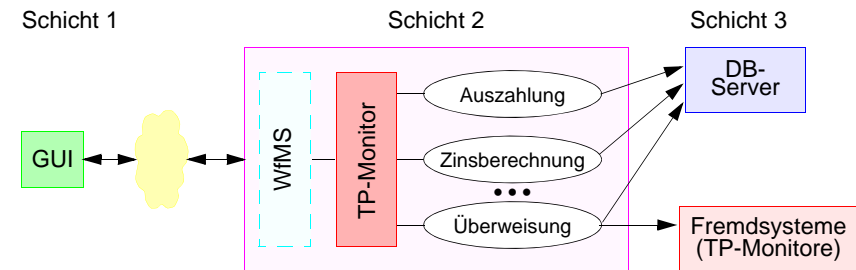 Schicht 1
Schicht 2
Schicht 3
GUI
WfMS
TP-Monitor
Auszahlung
Zinsberechnung
•••
Überweisung
DB-
Server
Fremdsysteme
(TP-Monitore)